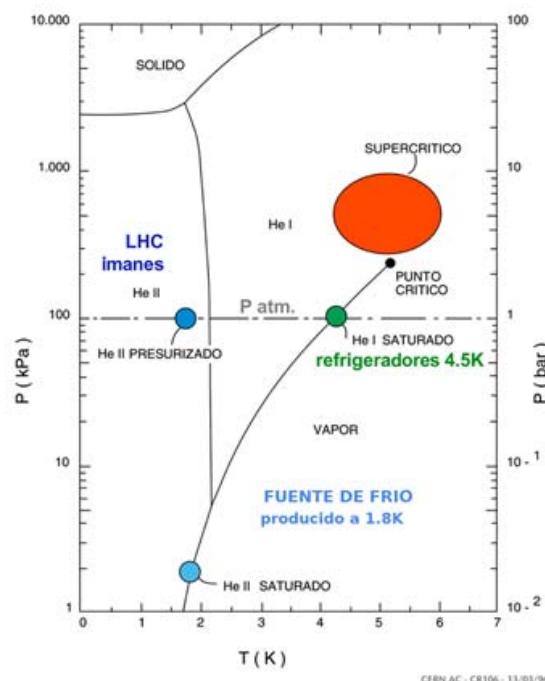 10.000
100
SOLIDO
1.000
10
SUPERCRITICO
He I
LHC
imanes
He II
PUNTO
CRITICO
P atm.
100
1
He II PRESURIZADO
He I SATURADO
refrigeradores 4.5K
P ( kPa)
P ( bar)
VAPOR
10
10 - 1
FUENTE DE FRIO
producido a 1.8K
He II SATURADO
1
10 - 2
0 1 2 3 4 5 6 7
T ( K )